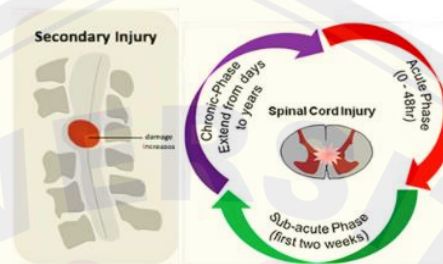 Secondary Injury
damage
increases
Spinal Cord Injury
Acute Phase
(0 - 48hr)
Sub-acute Phase
(first two weeks)
Chronic-Phase
Extend from days
to years